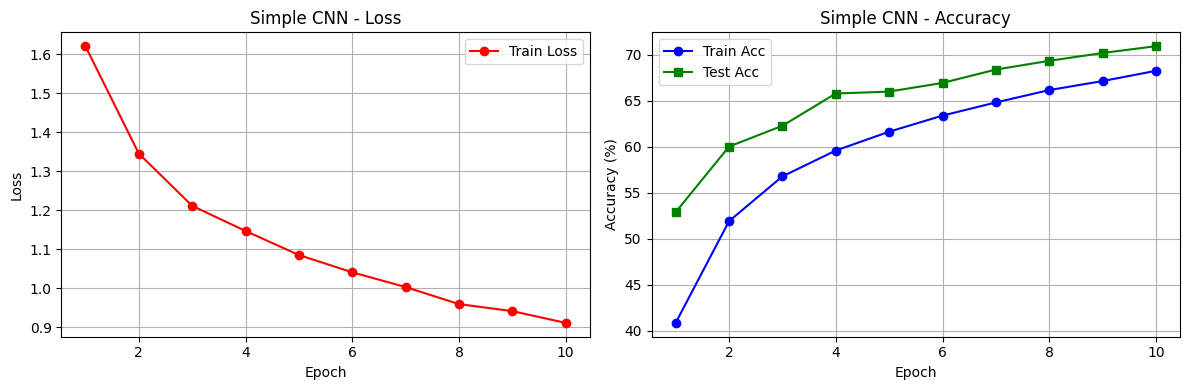 Simple CNN - Loss
Train Loss
1.6
1.5
1.4
1.3
1.2
1.1
1.0
0.9
Loss
2 4 6 8 10
Epoch
Simple CNN - Accuracy
Train Acc
Test Acc
70
65
60
55
50
45
40
Accuracy (%)
2 4 6 8 10
Epoch